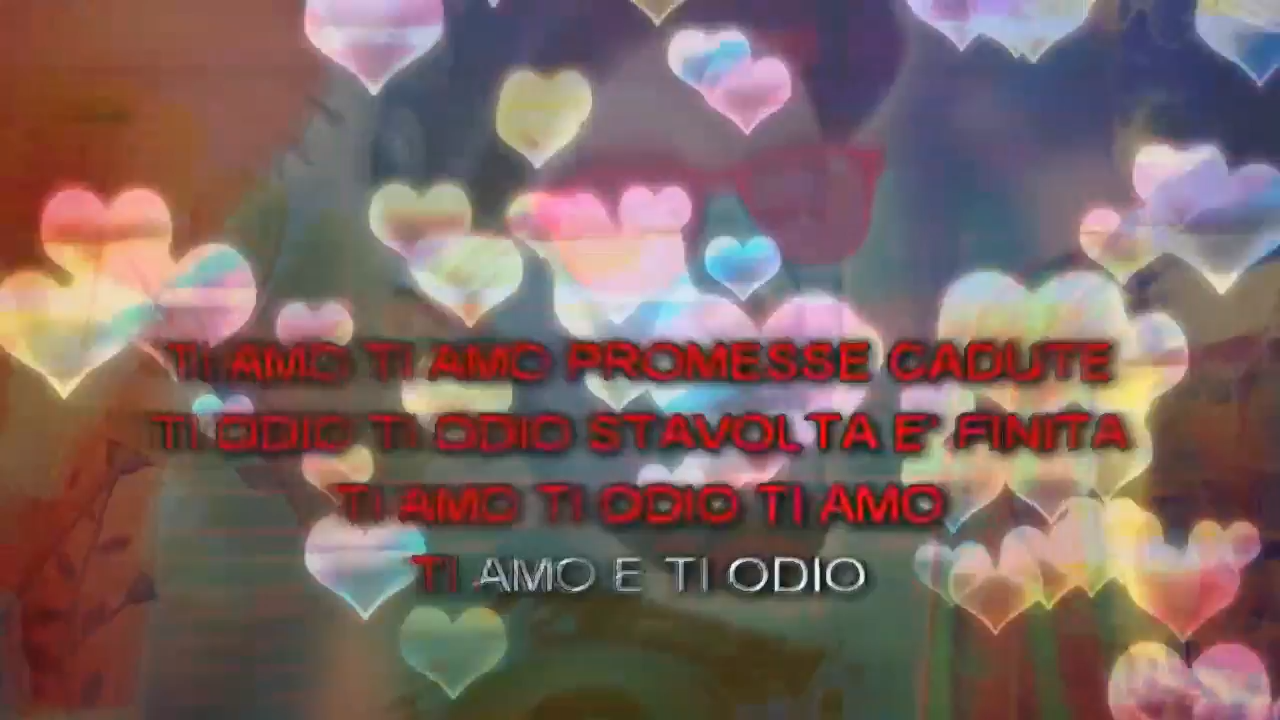 TI AMO TI AMO PROMESSE CADUTE
TI ODIO TI ODIO STAVOLTA E' FINITA
TI AMO TI ODIO TI AMO
TI AMO E TI ODIO